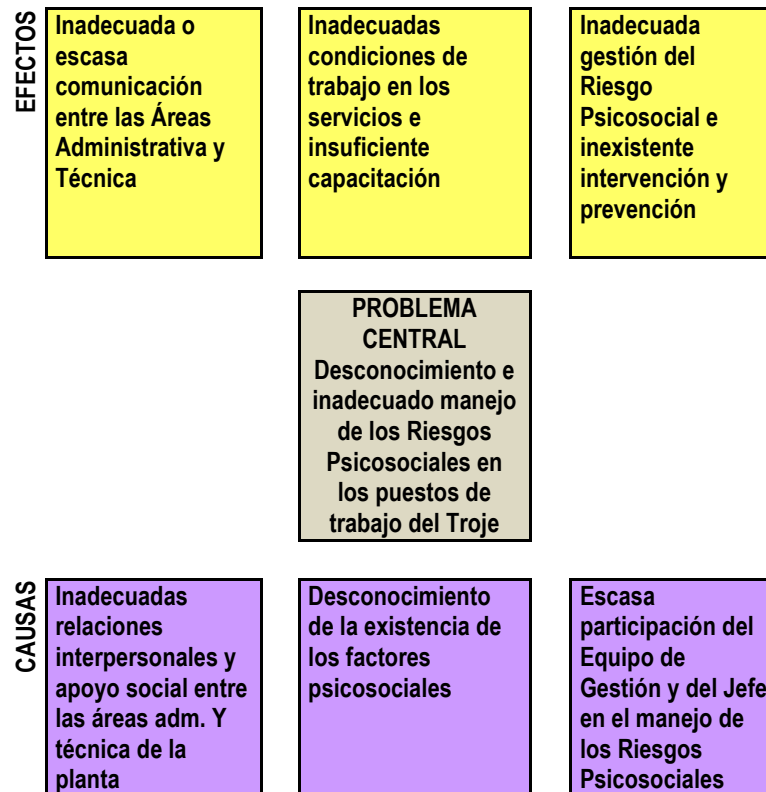 EFECTOS
Inadecuada o
escasa
comunicación
entre las Áreas
Administrativa y
Técnica
Inadecuadas
condiciones de
trabajo en los
servicios e
insuficiente
capacitación
Inadecuada
gestión del
Riesgo
Psicosocial e
inexistente
intervención y
prevención
PROBLEMA
CENTRAL
Desconocimiento e
inadecuado manejo
de los Riesgos
Psicosociales en
los puestos de
trabajo del Troje
CAUSAS
Inadecuadas
relaciones
interpersonales y
apoyo social entre
las áreas adm. Y
técnica de la
planta
Desconocimiento
de la existencia de
los factores
psicosociales
Escasa
participación del
Equipo de
Gestión y del Jefe
en el manejo de
los Riesgos
Psicosociales